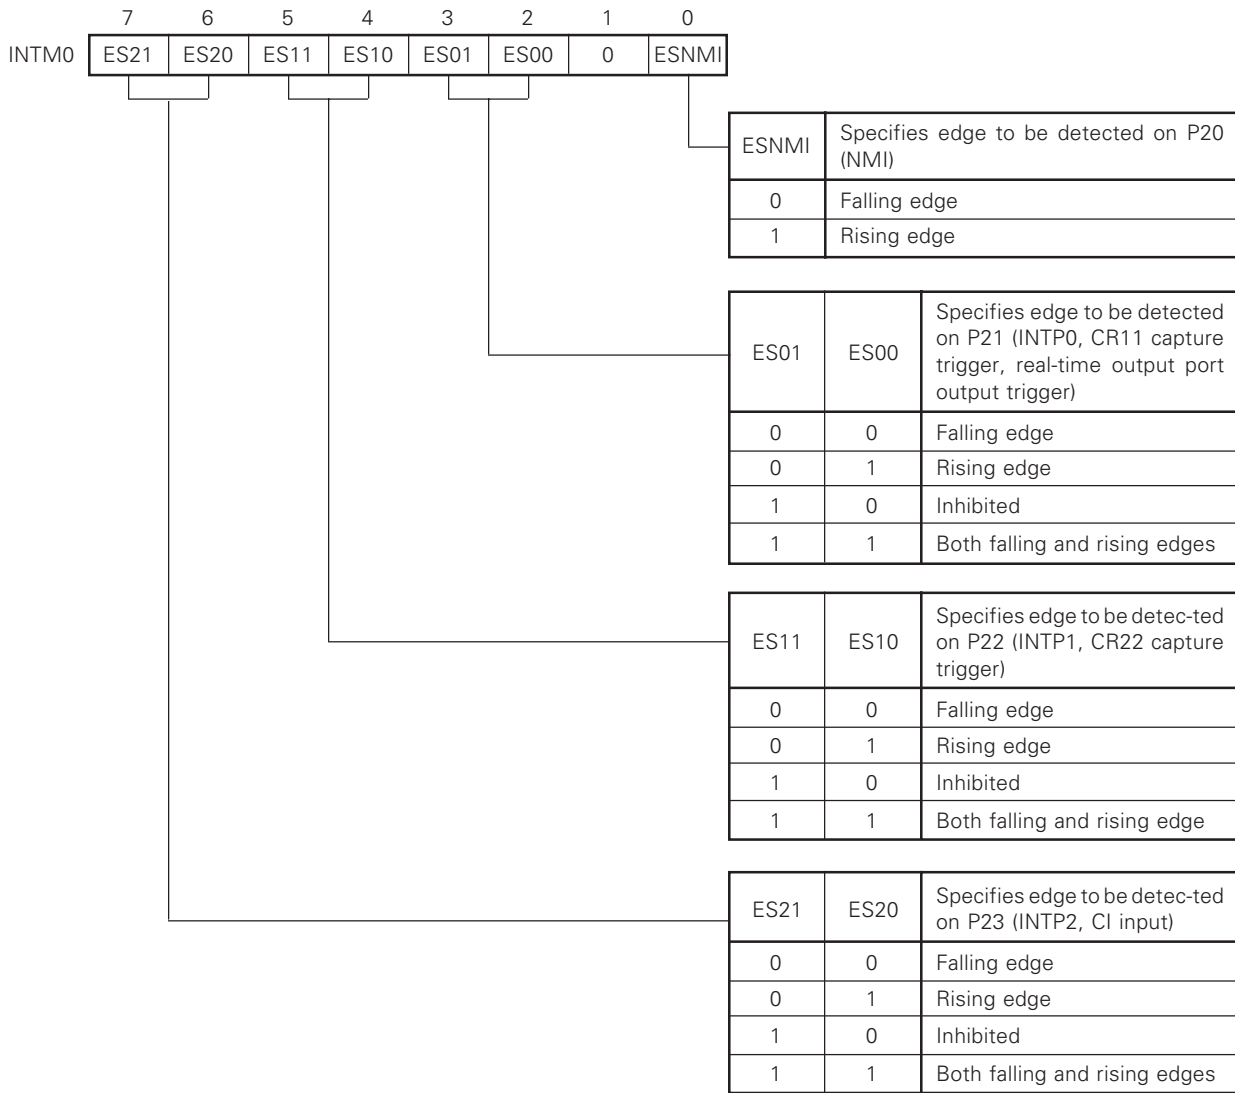 7 6 5 4 3 2 1 0
INTM0 ES21 ES20 ES11 ES10 ES01 ES00 0 ESNMI
ESNMI Specifies edge to be detected on P20
(NMI)
0 Falling edge
1 Rising edge
Specifies edge to be detected
on P21 (INTP0, CR11 capture
ES01 ES00 trigger, real-time output port
output trigger)
0 0 Falling edge
0 1 Rising edge
1 0 Inhibited
1 1 Both falling and rising edges
Specifies edge to be detec-ted
ES11 ES10 on P22 (INTP1, CR22 capture
trigger)
0 0 Falling edge
0 1 Rising edge
1 0 Inhibited
1 1 Both falling and rising edge
ES21 ES20 Specifies edge to be detec-ted
on P23 (INTP2, CI input)
0 0 Falling edge
0 1 Rising edge
1 0 Inhibited
1 1 Both falling and rising edges